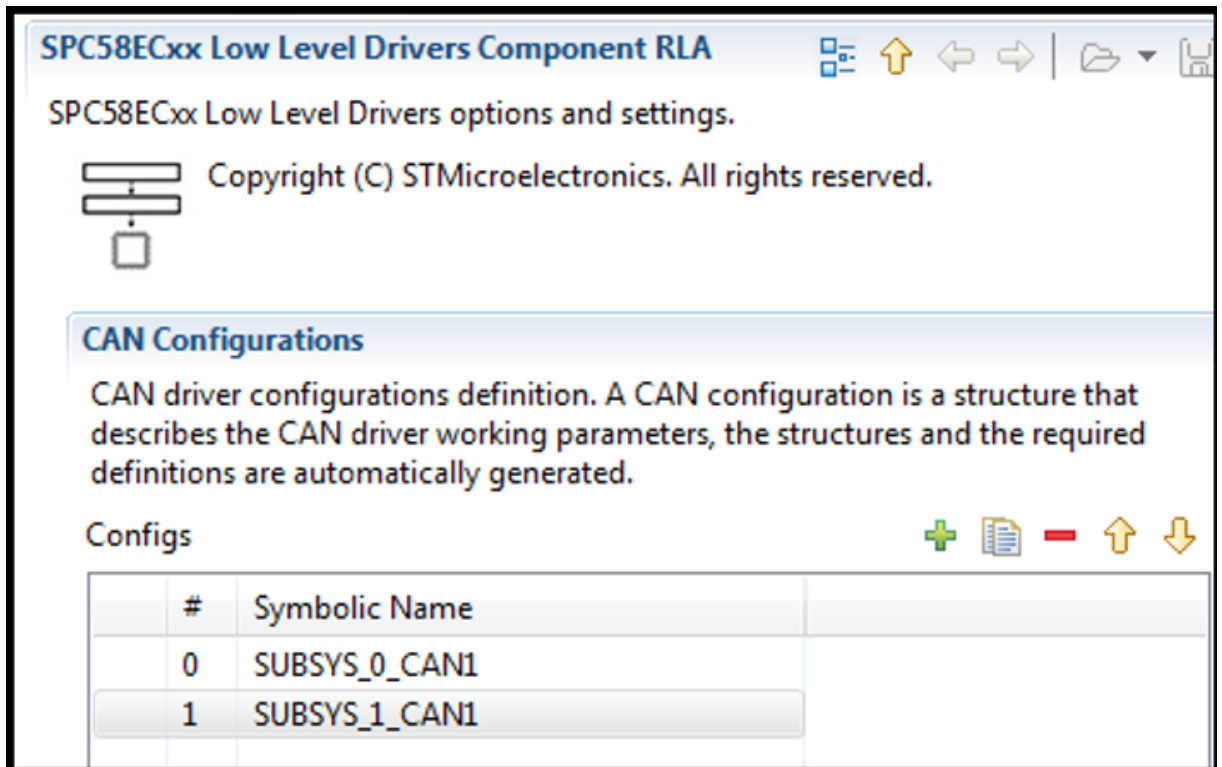 SPC58ECxx Low Level Drivers Component RLA
SPC58ECxx Low Level Drivers options and settings.
Copyright (C) STMicroelectronics. All rights reserved.
CAN Configurations
CAN driver configurations definition. A CAN configuration is a structure that
describes the CAN driver working parameters, the structures and the required
definitions are automatically generated.
Configs
# Symbolic Name
0 SUBSYS_0_CAN1
1 SUBSYS_1_CAN1